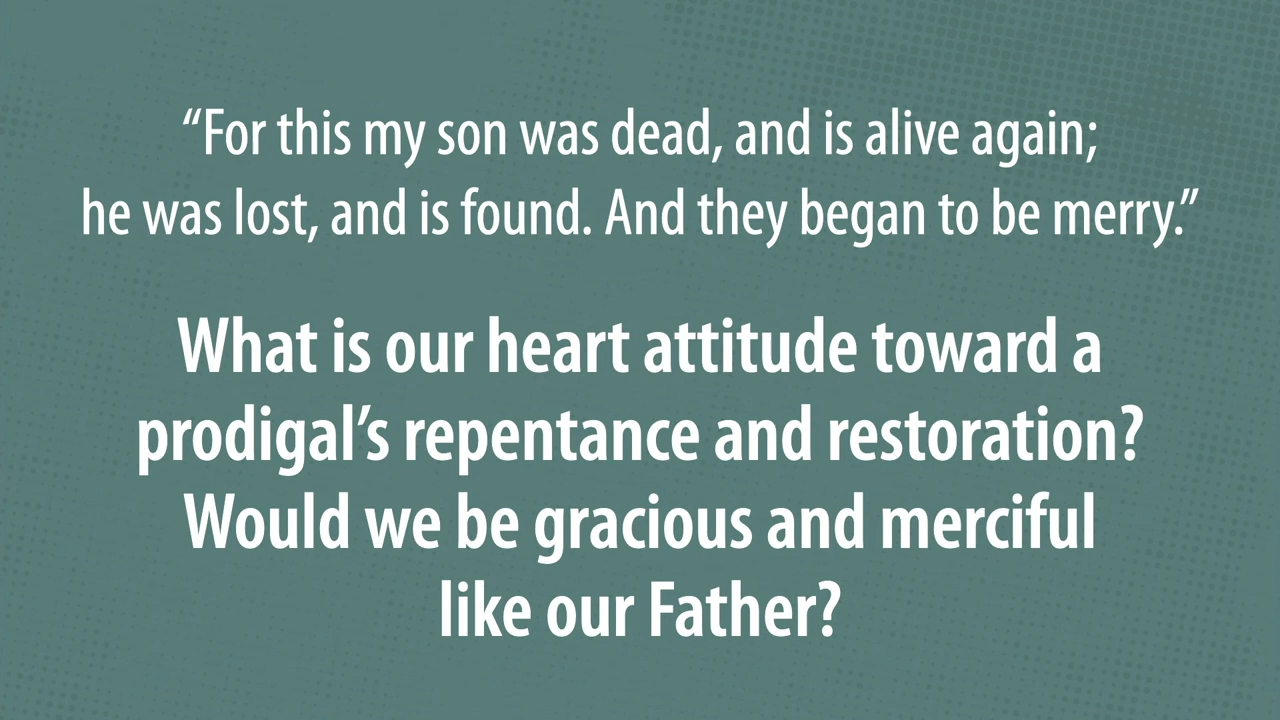 “For this my son was dead, and is alive again;
he was lost, and is found. And they began to be merry.”
What is our heart attitude toward a
prodigal’s repentance and restoration?
Would we be gracious and merciful
like our Father?